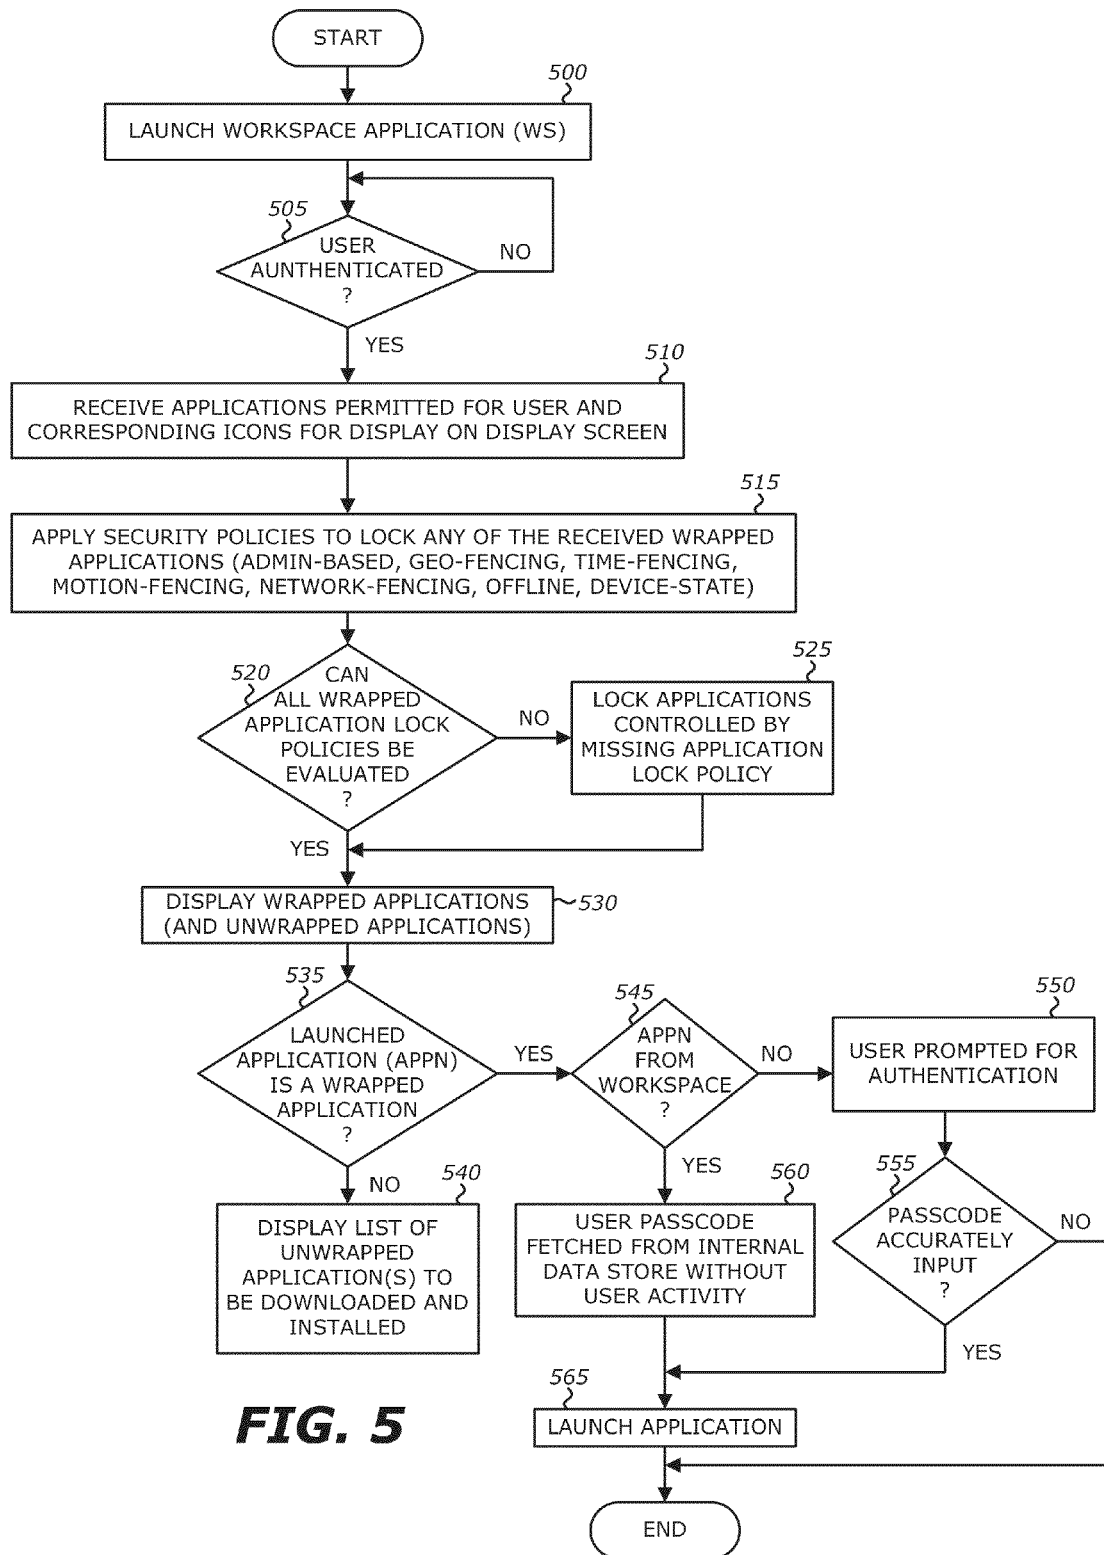 START
500
LAUNCH WORKSPACE APPLICATION (WS)
505
USER
AUNTHENTICATED
?
NO
YES
510
RECEIVE APPLICATIONS PERMITTED FOR USER AND
CORRESPONDING ICONS FOR DISPLAY ON DISPLAY SCREEN
515
APPLY SECURITY POLICIES TO LOCK ANY OF THE RECEIVED WRAPPED
APPLICATIONS (ADMIN-BASED, GEO-FENCING, TIME-FENCING,
MOTION-FENCING, NETWORK-FENCING, OFFLINE, DEVICE-STATE)
520
CAN
ALL WRAPPED
APPLICATION LOCK
POLICIES BE
EVALUATED
?
NO
YES
525
LOCK APPLICATIONS
CONTROLLED BY
MISSING APPLICATION
LOCK POLICY
DISPLAY WRAPPED APPLICATIONS
(AND UNWRAPPED APPLICATIONS)
530
535
LAUNCHED
APPLICATION (APPN)
IS A WRAPPED
APPLICATION
?
YES
NO
545
APPN
FROM
WORKSPACE
?
NO
YES
550
USER PROMPTED FOR
AUTHENTICATION
540
DISPLAY LIST OF
UNWRAPPED
APPLICATION(S) TO
BE DOWNLOADED AND
INSTALLED
560
USER PASSCODE
FETCHED FROM INTERNAL
DATA STORE WITHOUT
USER ACTIVITY
555
PASSCODE
ACCURATELY
INPUT
?
NO
YES
565
LAUNCH APPLICATION
FIG. 5
END